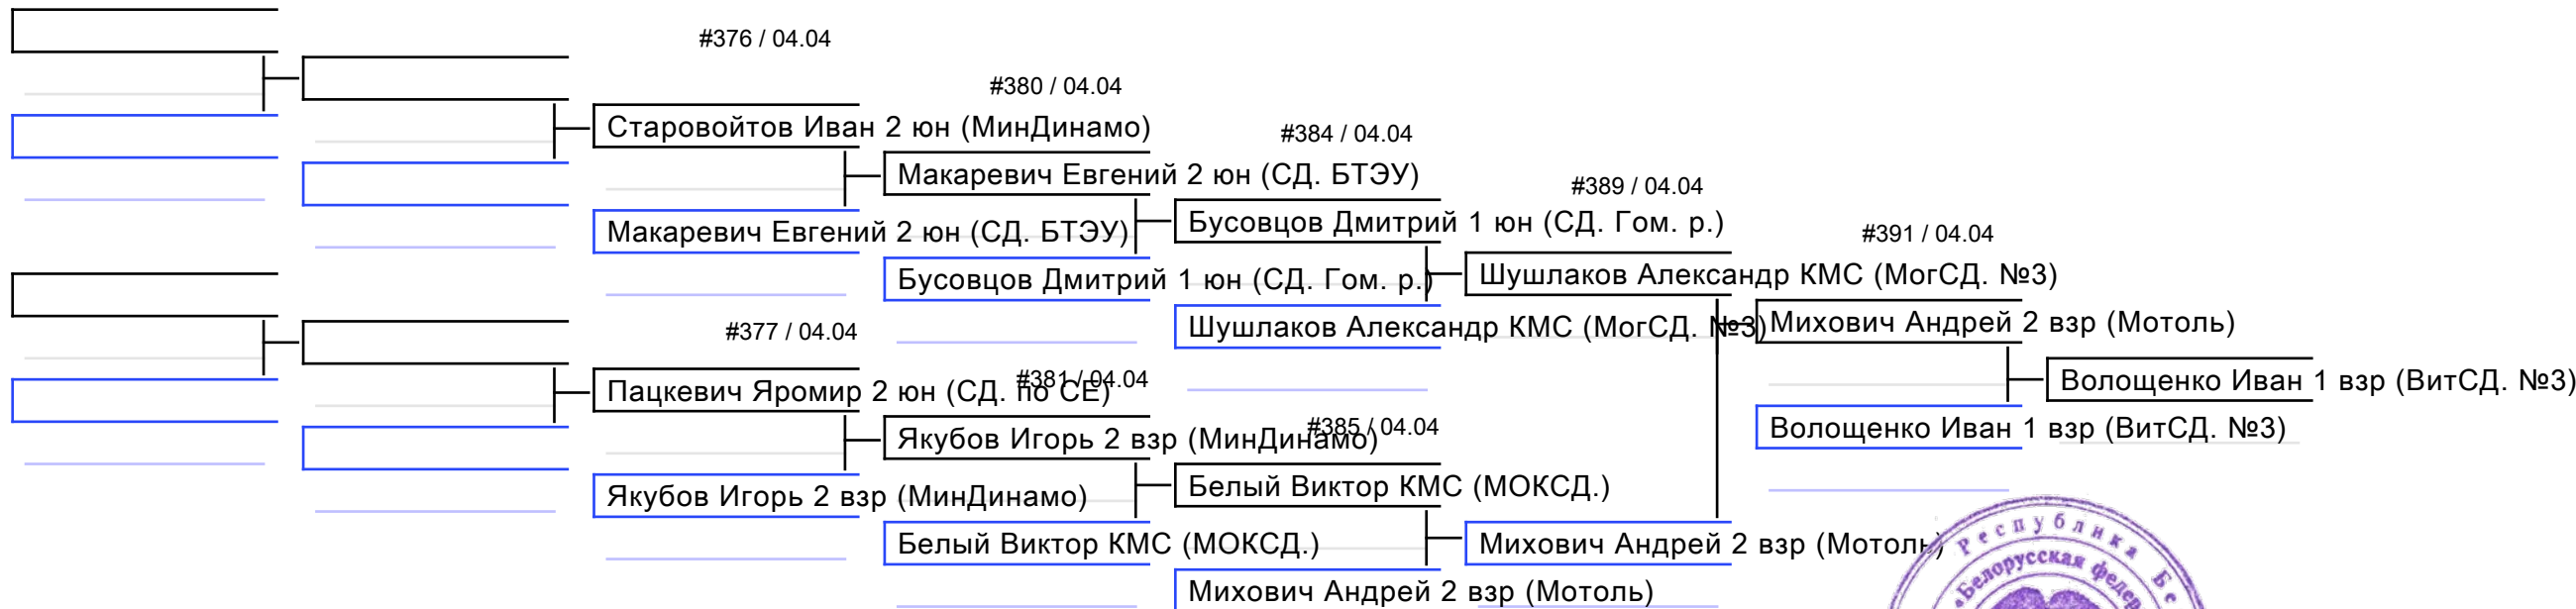 #376 / 04.04
#380 / 04.04
Старовойтов Иван 2 юн (МинДинамо)
#384 / 04.04
Макаревич Евгений 2 юн (СД. БТЭУ)
#389 / 04.04
Макаревич Евгений 2 юн (СД. БТЭУ)
Бусовцов Дмитрий 1 юн (СД. Гом. р.)
#391 / 04.04
Бусовцов Дмитрий 1 юн (СД. Гом. р.)
Шушлаков Александр КМС (МогСД. №3)
#377 / 04.04
Шушлаков Александр КМС (МогСД. №3)
Михович Андрей 2 взр (Мотоль)
#381 / 04.04
Пацкевич Яромир 2 юн (СД. по СЕ)
Волощенко Иван 1 взр (ВитСД. №3)
#385 / 04.04
Якубов Игорь 2 взр (МинДинамо)
Волощенко Иван 1 взр (ВитСД. №3)
Якубов Игорь 2 взр (МинДинамо)
Белый Виктор КМС (МОКСД.)
Белый Виктор КМС (МОКСД.)
Михович Андрей 2 взр (Мотоль)
Михович Андрей 2 взр (Мотоль)
Республика Бе
"Белорусская федер